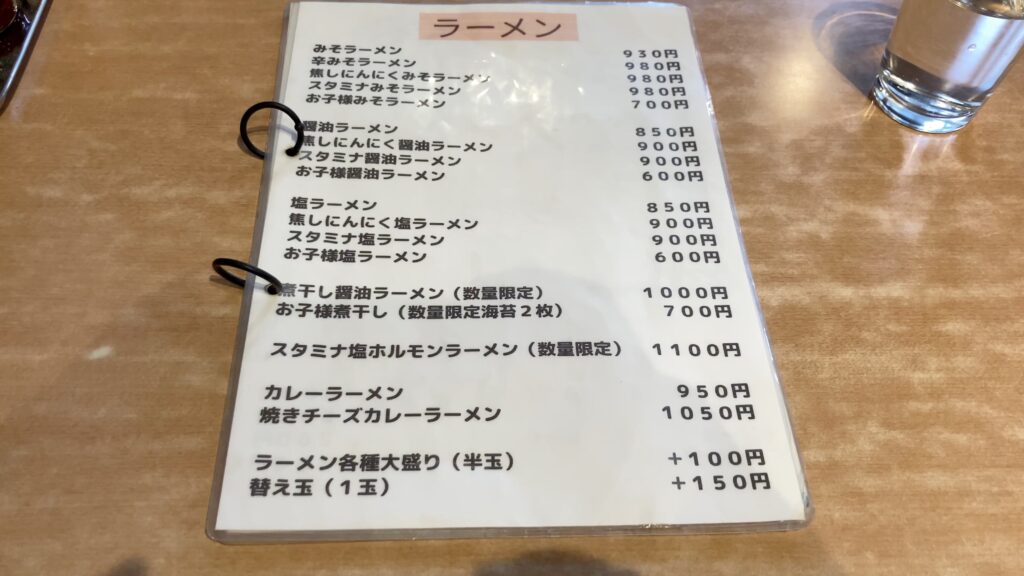 ラーメン
みそラーメン 930円
辛みそラーメン 980円
焦しにんにくみそラーメン 980円
スタミナみそラーメン 980円
お子様みそラーメン 700円
醤油ラーメン 850円
焦しにんにく醤油ラーメン 900円
スタミナ醤油ラーメン 900円
お子様醤油ラーメン 600円
塩ラーメン 850円
焦しにんにく塩ラーメン 900円
スタミナ塩ラーメン 900円
お子様塩ラーメン 600円
煮干し醤油ラーメン（数量限定） 1000円
お子様煮干し（数量限定海苔2枚） 700円
スタミナ塩ホルモンラーメン（数量限定） 1100円
カレーラーメン 950円
焼きチーズカレーラーメン 1050円
ラーメン各種大盛り（半玉） +100円
替え玉（1玉） +150円